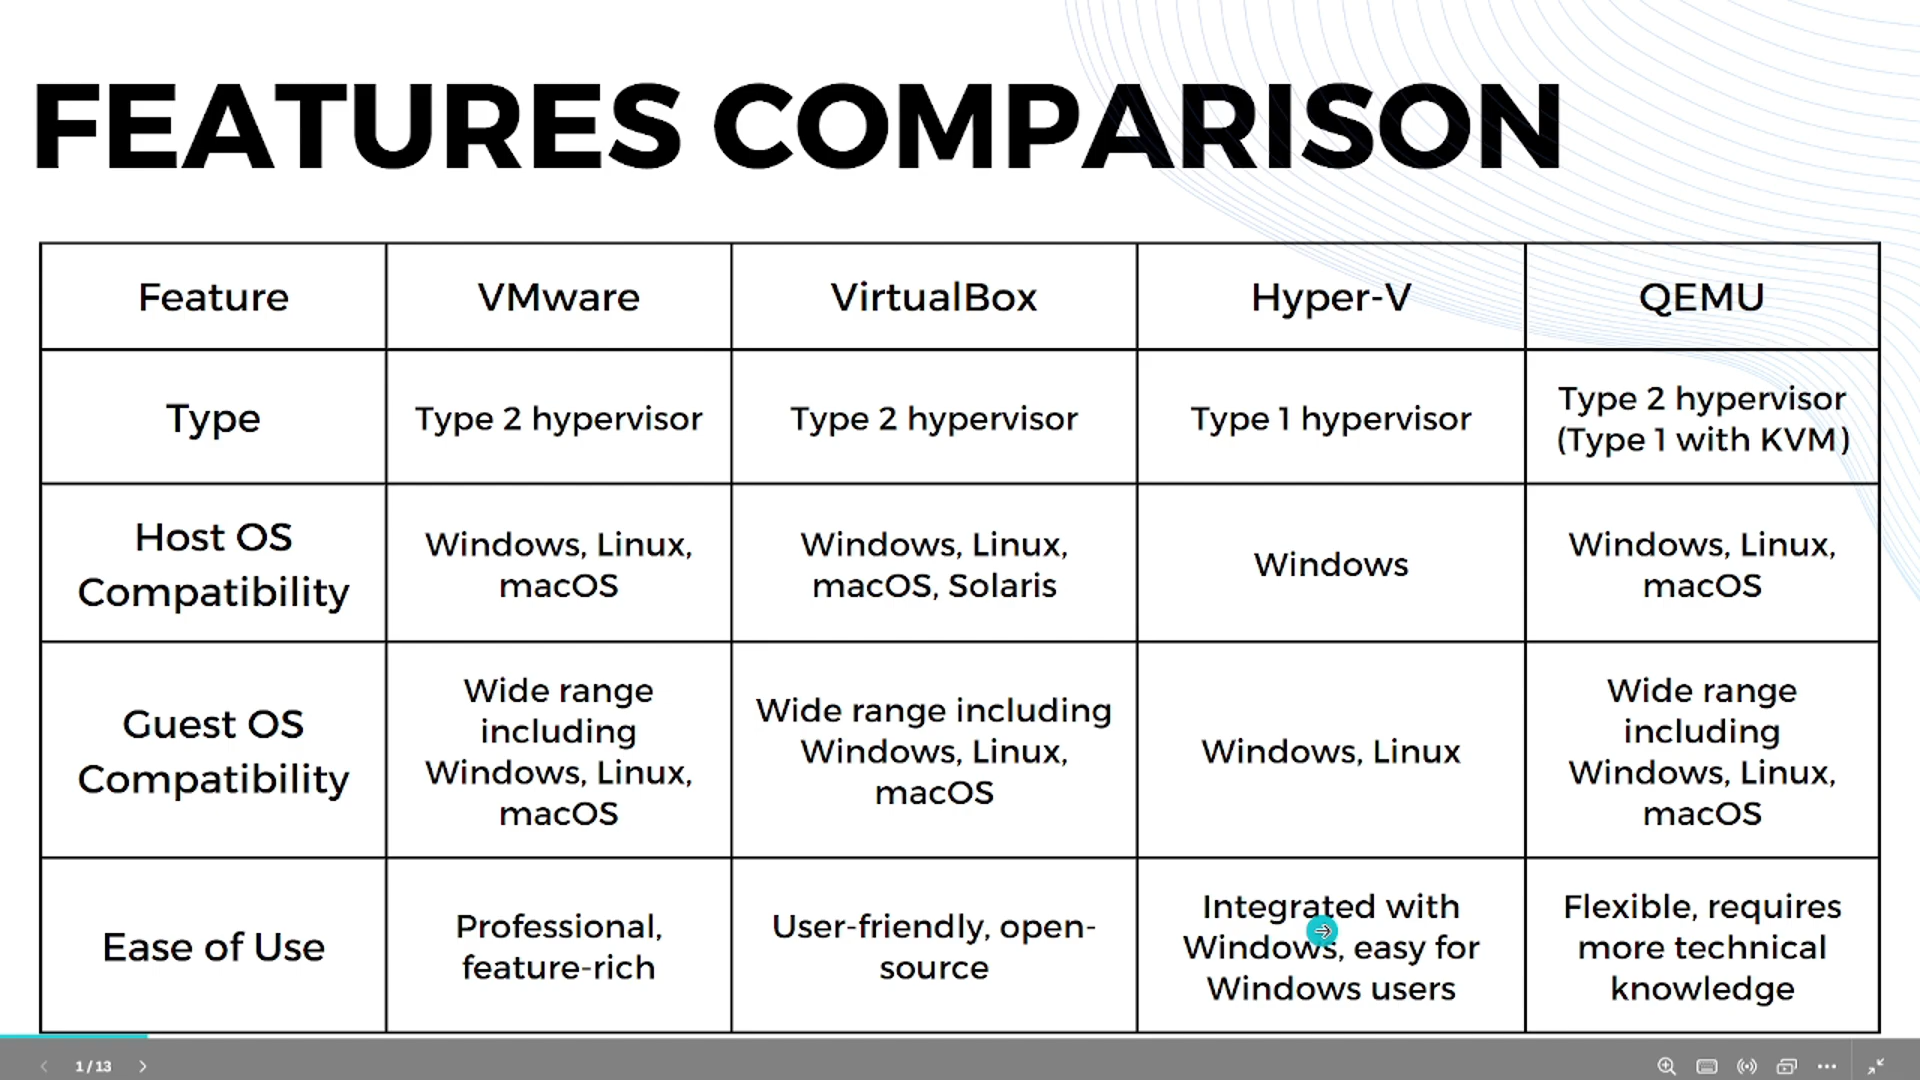 FEATURES COMPARISON
Feature
VMware
VirtualBox
Hyper-V
QEMU
Type
Type 2 hypervisor
Type 2 hypervisor
Type 1 hypervisor
Type 2 hypervisor
(Type 1 with KVM)
Host OS
Compatibility
Windows, Linux,
macOS
Windows, Linux,
macOS, Solaris
Windows
Windows, Linux,
macOS
Guest OS
Compatibility
Wide range
including
Windows, Linux,
macOS
Wide range including
Windows, Linux,
macOS
Windows, Linux
Wide range
including
Windows, Linux,
macOS
Ease of Use
Professional,
feature-rich
User-friendly, open-
source
Integrated with
Windows, easy for
Windows users
Flexible, requires
more technical
knowledge
1 / 13